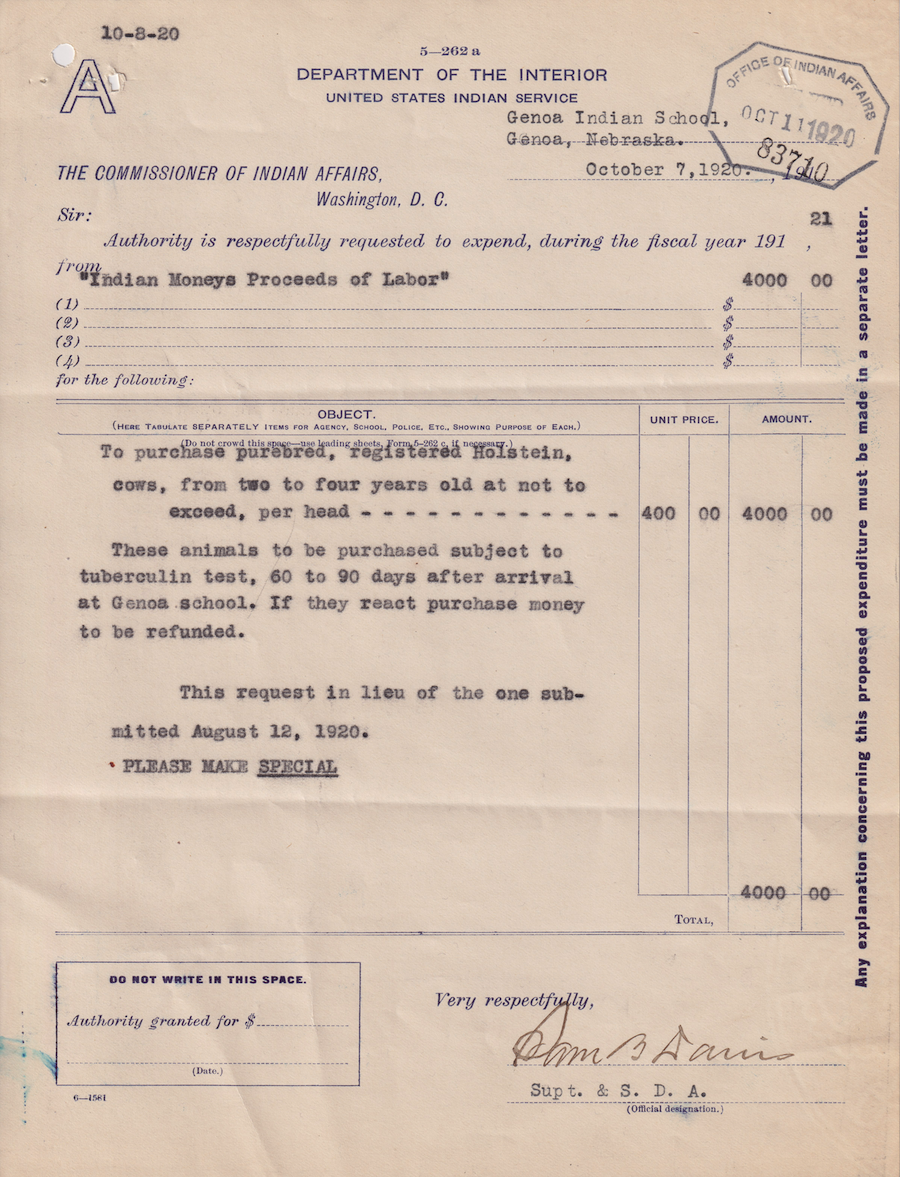 10-8-20
5—262 a
A
DEPARTMENT OF THE INTERIOR
UNITED STATES INDIAN SERVICE
OFFICE OF INDIAN AFFAIRS
OCT 11 1920
83710
Genoa Indian School,
Genoa, Nebraska.
October 7,1920. , 19
THE COMMISSIONER OF INDIAN AFFAIRS,
Washington, D. C.
Sir:
21
Authority is respectfully requested to expend, during the fiscal year 191 ,
from
"Indian Moneys Proceeds of Labor" 4000 00
(1) $
(2) $
(3) $
(4) $
for the following:
OBJECT. UNIT PRICE. AMOUNT.
(HERE TABULATE SEPARATELY ITEMS FOR AGENCY, SCHOOL, POLICE, ETC., SHOWING PURPOSE OF EACH.)
(Do not crowd this space—use leading sheets, Form 5-262 c, if necessary.)
To purchase purebred, registered Holstein,
cows, from two to four years old at not to
exceed, per head - - - - - - - - - - - - 400 00 4000 00
These animals to be purchased subject to
tuberculin test, 60 to 90 days after arrival
at Genoa school. If they react purchase money
to be refunded.
This request in lieu of the one sub-
mitted August 12, 1920.
PLEASE MAKE SPECIAL
4000 00
TOTAL,
Any explanation concerning this proposed expenditure must be made in a separate letter.
DO NOT WRITE IN THIS SPACE.
Authority granted for $
(Date.)
6—1581
Very respectfully,
Sam B Davis
Supt. & S. D. A.
(Official designation.)